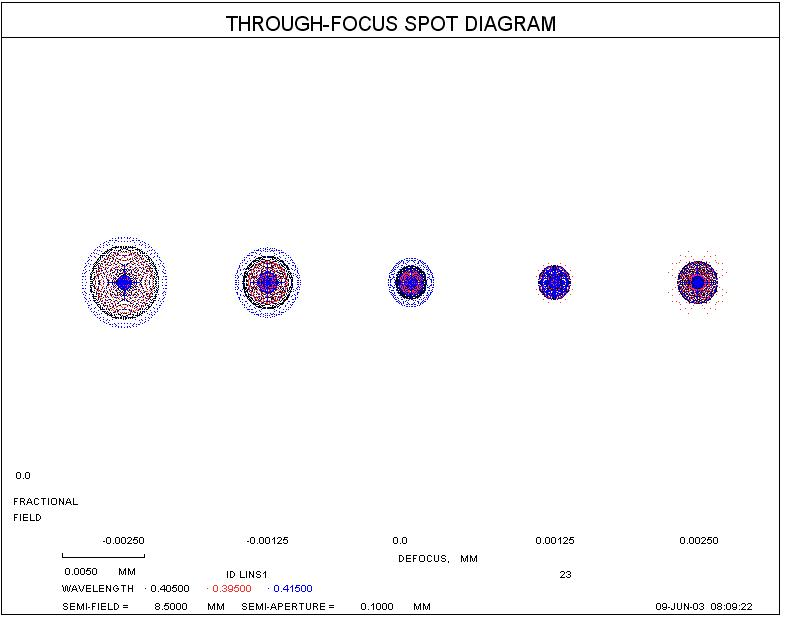 THROUGH-FOCUS SPOT DIAGRAM
0.0
FRACTIONAL
FIELD
-0.00250 -0.00125 0.0 0.00125 0.00250
DEFOCUS, MM
0.0050 MM ID LINS1 23
WAVELENGTH · 0.40500 · 0.39500 · 0.41500
SEMI-FIELD = 8.5000 MM SEMI-APERTURE = 0.1000 MM 09-JUN-03 08:09:22